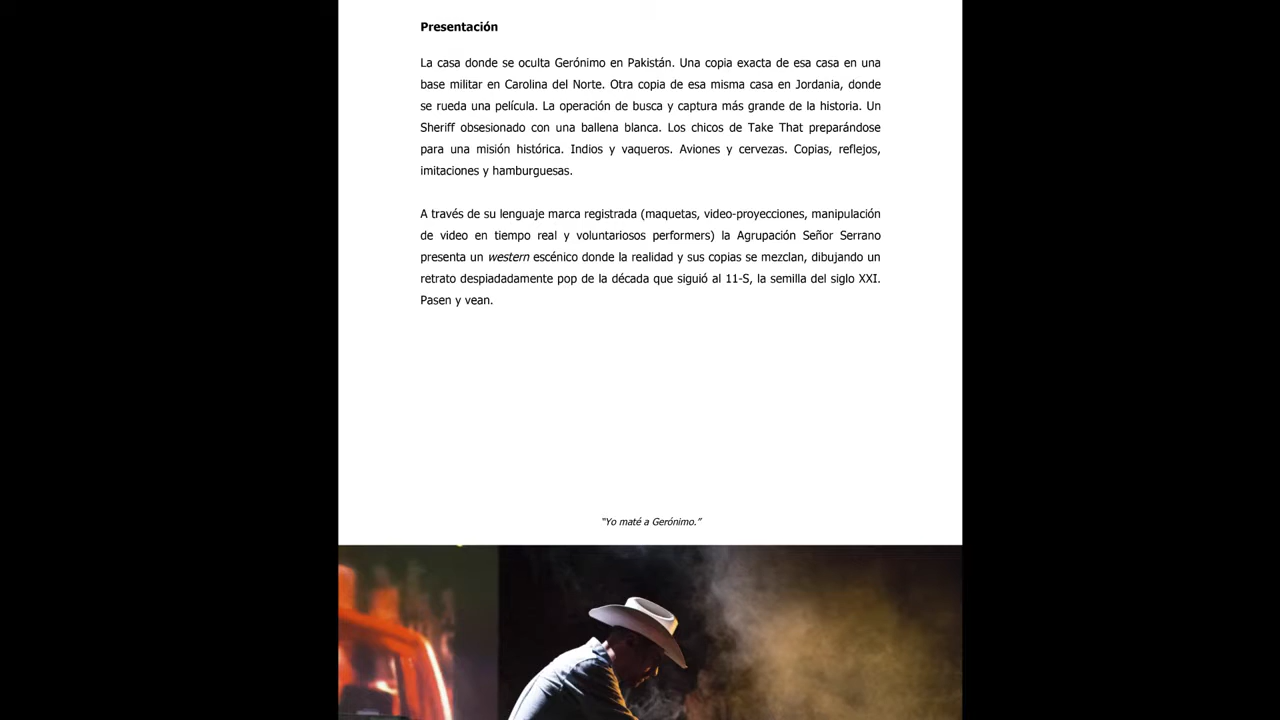 Presentación
La casa donde se oculta Gerónimo en Pakistán. Una copia exacta de esa casa en una
base militar en Carolina del Norte. Otra copia de esa misma casa en Jordania, donde
se rueda una película. La operación de busca y captura más grande de la historia. Un
Sheriff obsesionado con una ballena blanca. Los chicos de Take That preparándose
para una misión histórica. Indios y vaqueros. Aviones y cervezas. Copias, reflejos,
imitaciones y hamburguesas.
A través de su lenguaje marca registrada (maquetas, video-proyecciones, manipulación
de video en tiempo real y voluntariosos performers) la Agrupación Señor Serrano
presenta un western escénico donde la realidad y sus copias se mezclan, dibujando un
retrato despiadadamente pop de la década que siguió al 11-S, la semilla del siglo XXI.
Pasen y vean.
“Yo maté a Gerónimo.”